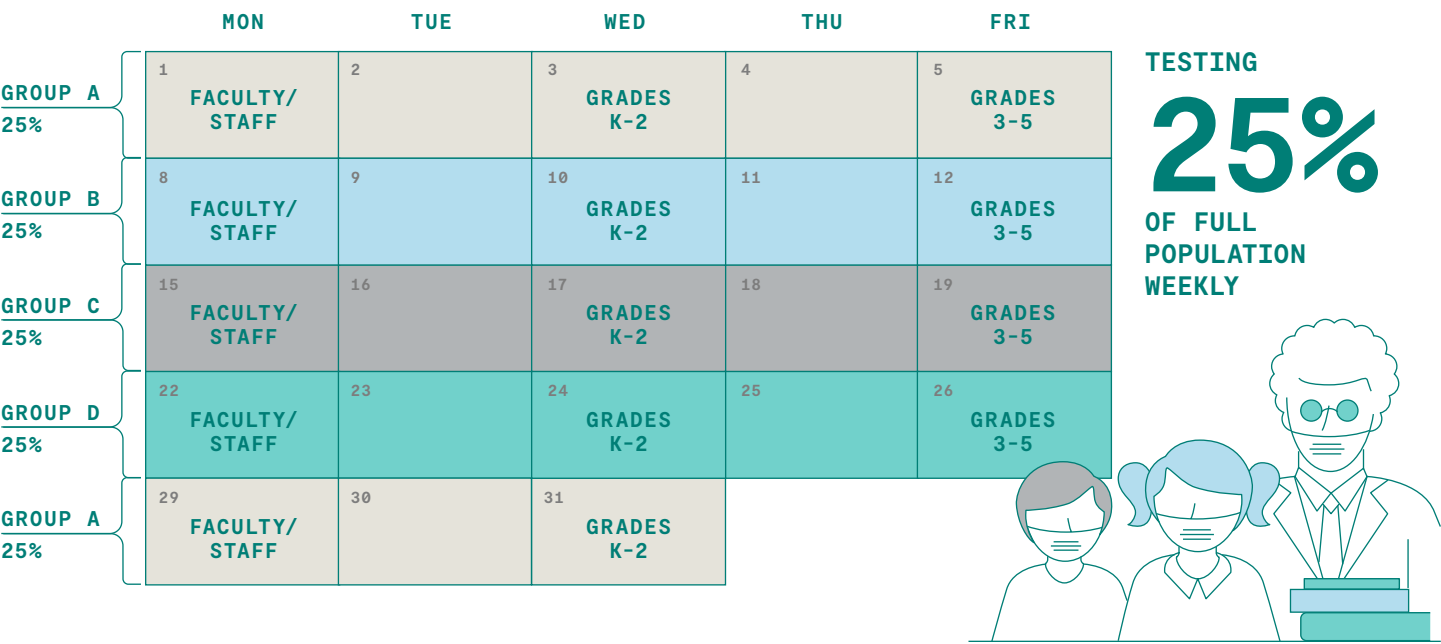 MON TUE WED THU FRI
GROUP A
25%
1 2 3 4 5
FACULTY/ GRADES GRADES
STAFF K-2 3-5
GROUP B
25%
8 9 10 11 12
FACULTY/ GRADES GRADES
STAFF K-2 3-5
GROUP C
25%
15 16 17 18 19
FACULTY/ GRADES GRADES
STAFF K-2 3-5
GROUP D
25%
22 23 24 25 26
FACULTY/ GRADES GRADES
STAFF K-2 3-5
GROUP A
25%
29 30 31
FACULTY/ GRADES
STAFF K-2
TESTING
25%
OF FULL
POPULATION
WEEKLY